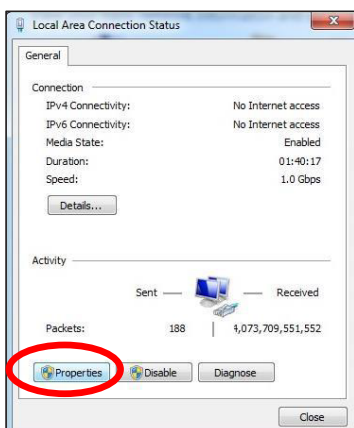 Local Area Connection Status
General
Connection
IPv4 Connectivity: No Internet access
IPv6 Connectivity: No Internet access
Media State: Enabled
Duration: 01:40:17
Speed: 1.0 Gbps
Details...
Activity
Sent Received
Packets: 188 4,073,709,551,552
Properties Disable Diagnose
Close